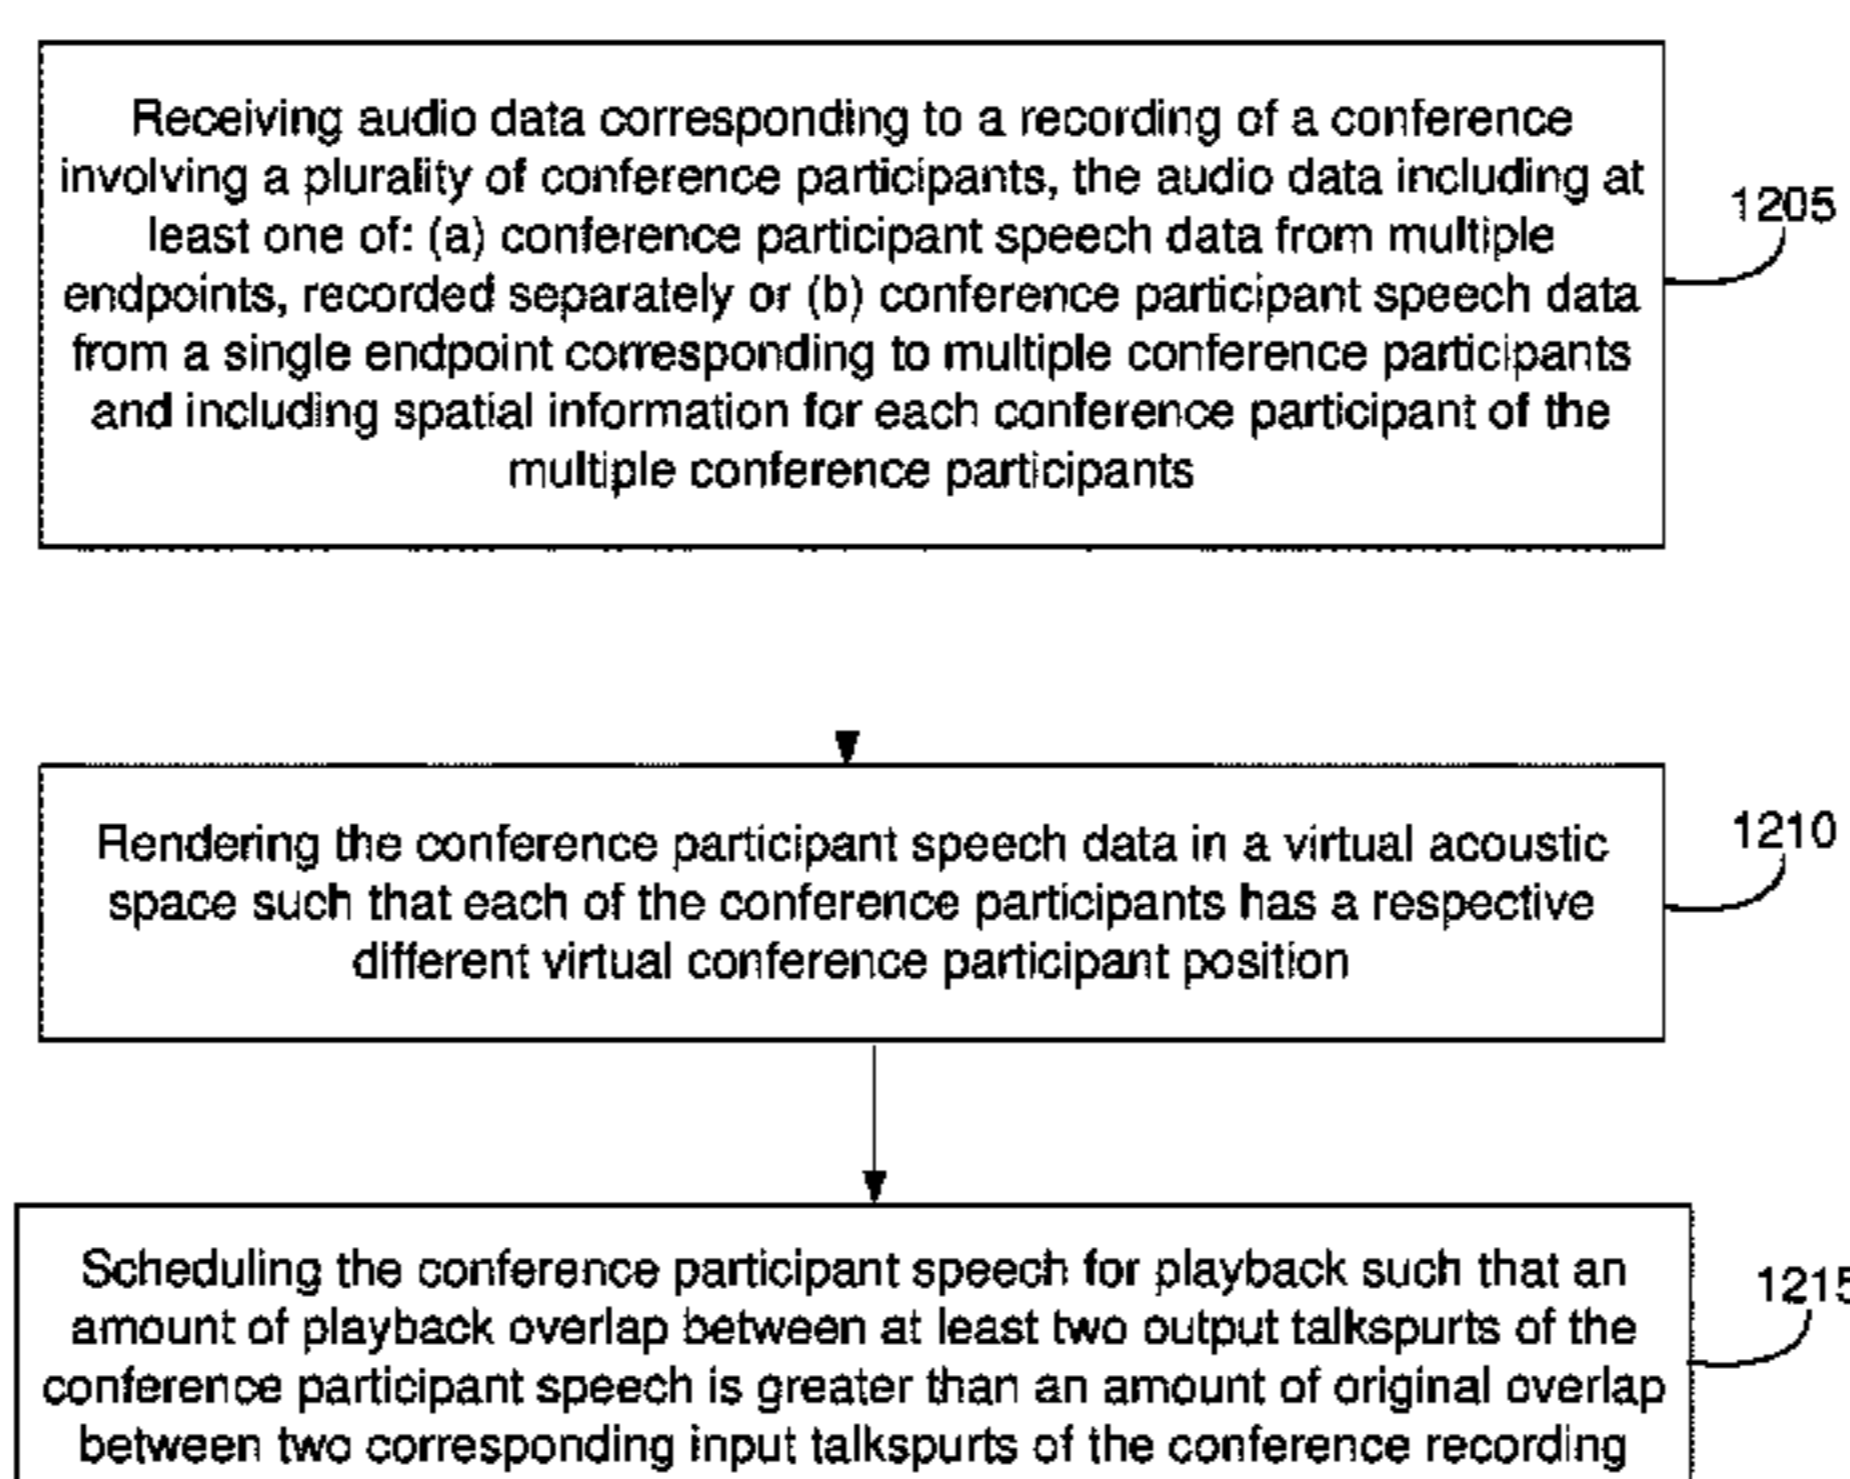 Receiving audio data corresponding to a recording of a conference
involving a plurality of conference participants, the audio data including at
least one of: (a) conference participant speech data from multiple
endpoints, recorded separately or (b) conference participant speech data
from a single endpoint corresponding to multiple conference participants
and including spatial information for each conference participant of the
multiple conference participants
1205
Rendering the conference participant speech data in a virtual acoustic
space such that each of the conference participants has a respective
different virtual conference participant position
1210
Scheduling the conference participant speech for playback such that an
amount of playback overlap between at least two output talkspurts of the
conference participant speech is greater than an amount of original overlap
between two corresponding input talkspurts of the conference recording
1215